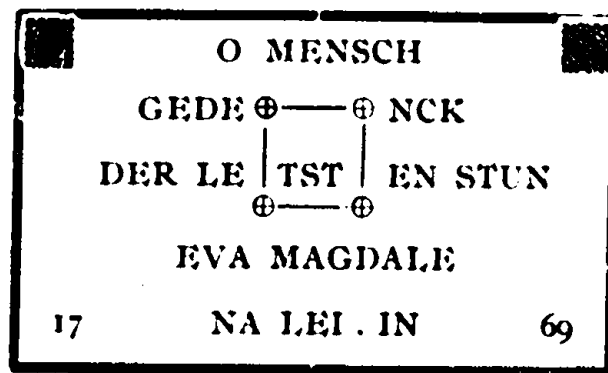 O MENSCH
GEDE NCK
DER LE TST EN STUN
EVA MAGDALE
17 NA LEI . IN 69